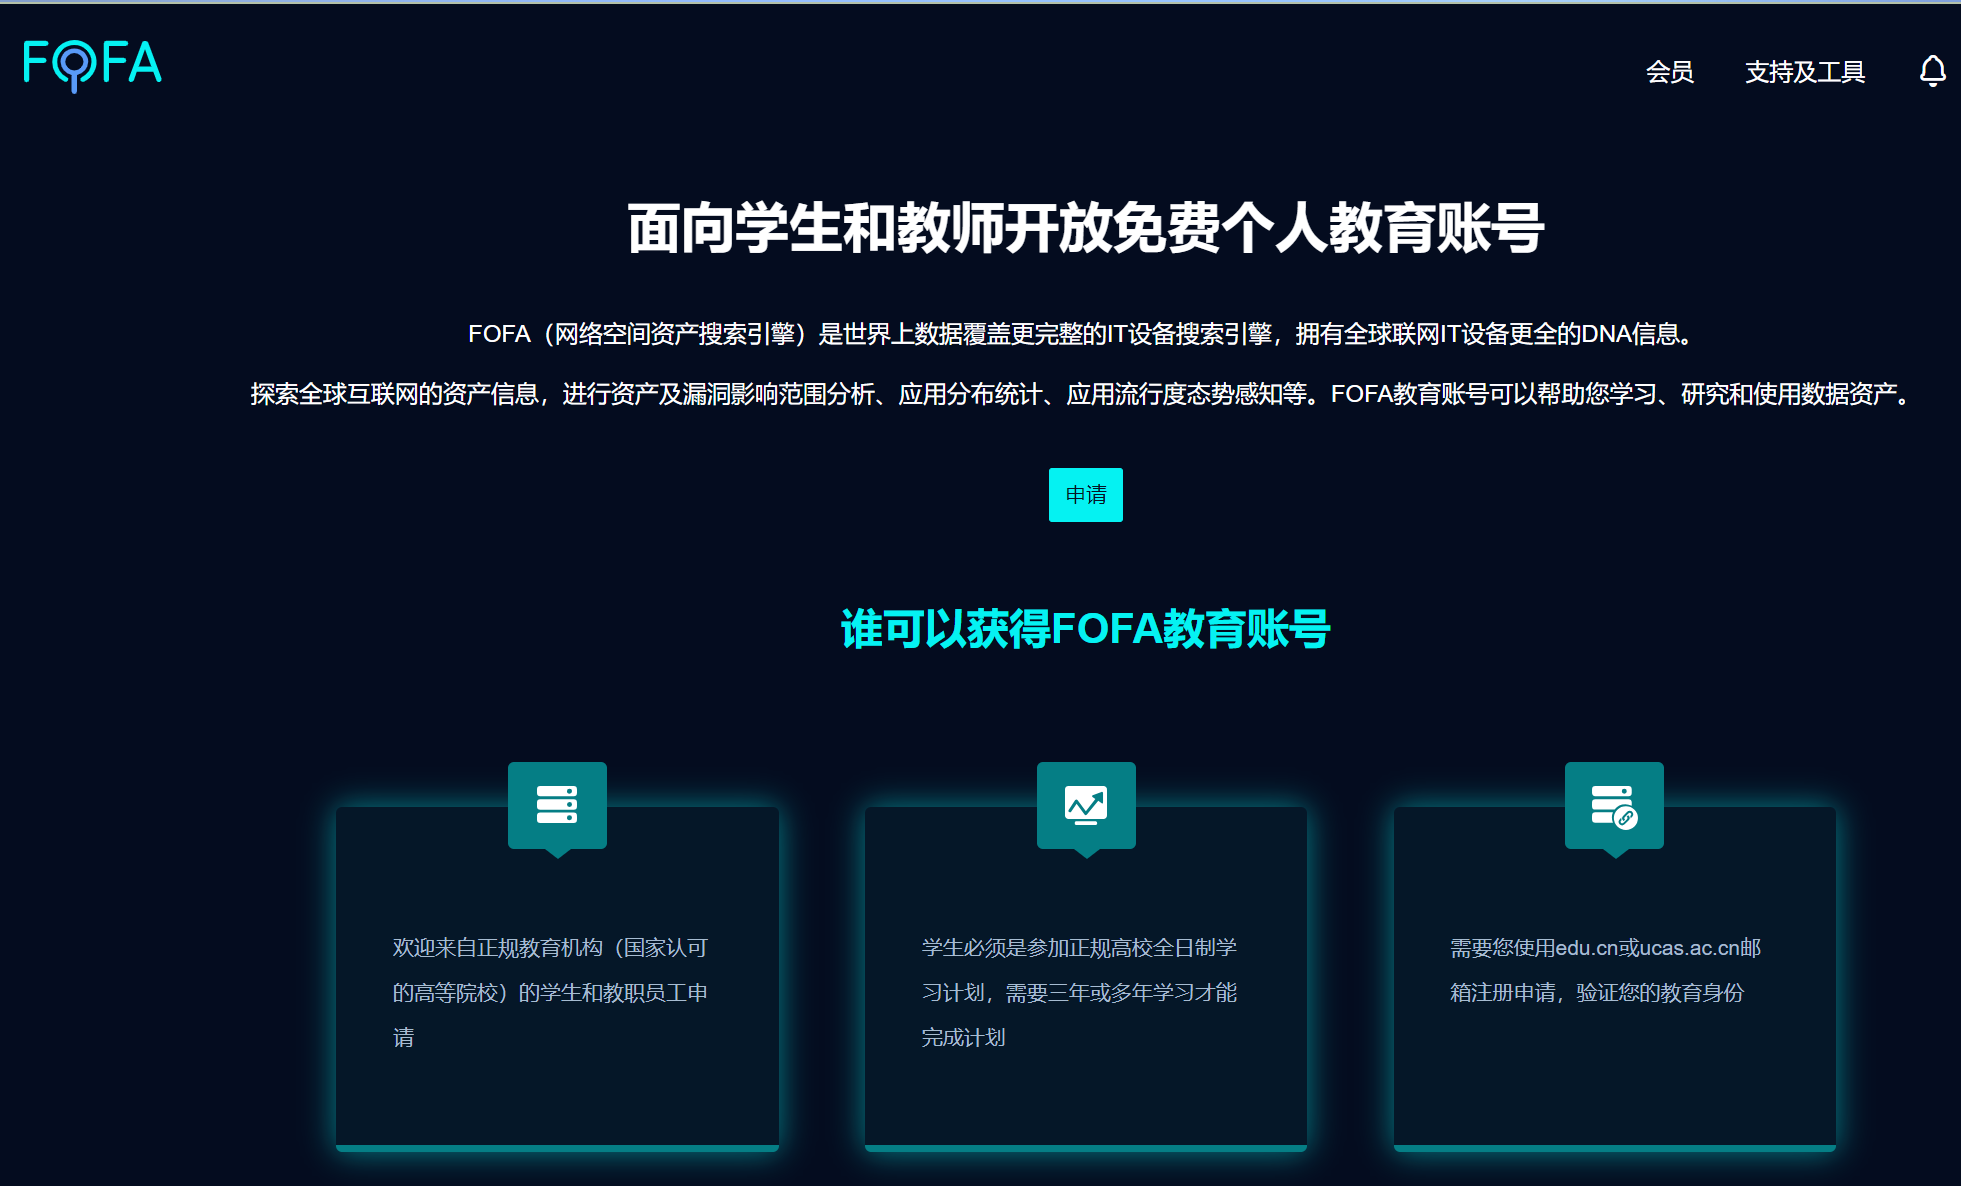 FOFA
会员 支持及工具
面向学生和教师开放免费个人教育账号
FOFA（网络空间资产搜索引擎）是世界上数据覆盖更完整的IT设备搜索引擎，拥有全球联网IT设备更全的DNA信息。
探索全球互联网的资产信息，进行资产及漏洞影响范围分析、应用分布统计、应用流行度态势感知等。FOFA教育账号可以帮助您学习、研究和使用数据资产。
申请
谁可以获得FOFA教育账号
欢迎来自正规教育机构（国家认可
的高等院校）的学生和教职员工申
请
学生必须是参加正规高校全日制学
习计划，需要三年或多年学习才能
完成计划
需要您使用edu.cn或ucas.ac.cn邮
箱注册申请，验证您的教育身份